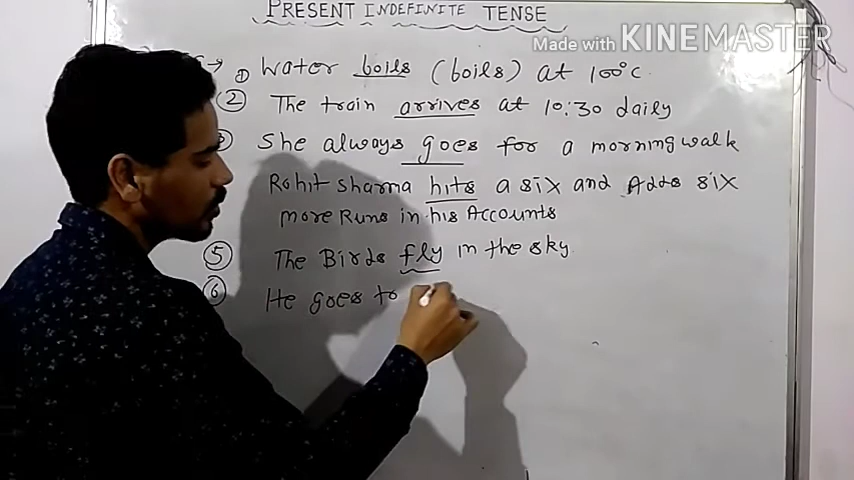 PRESENT INDEFINITE TENSE
Made with KINEMASTER
① Water boils (boils) at 100°c
② The train arrives at 10:30 daily
She always goes for a morning walk
Rohit Sharma hits a six and Adds six
more Runs in his Accounts
⑤ The Birds fly in the sky.
⑥ He goes to